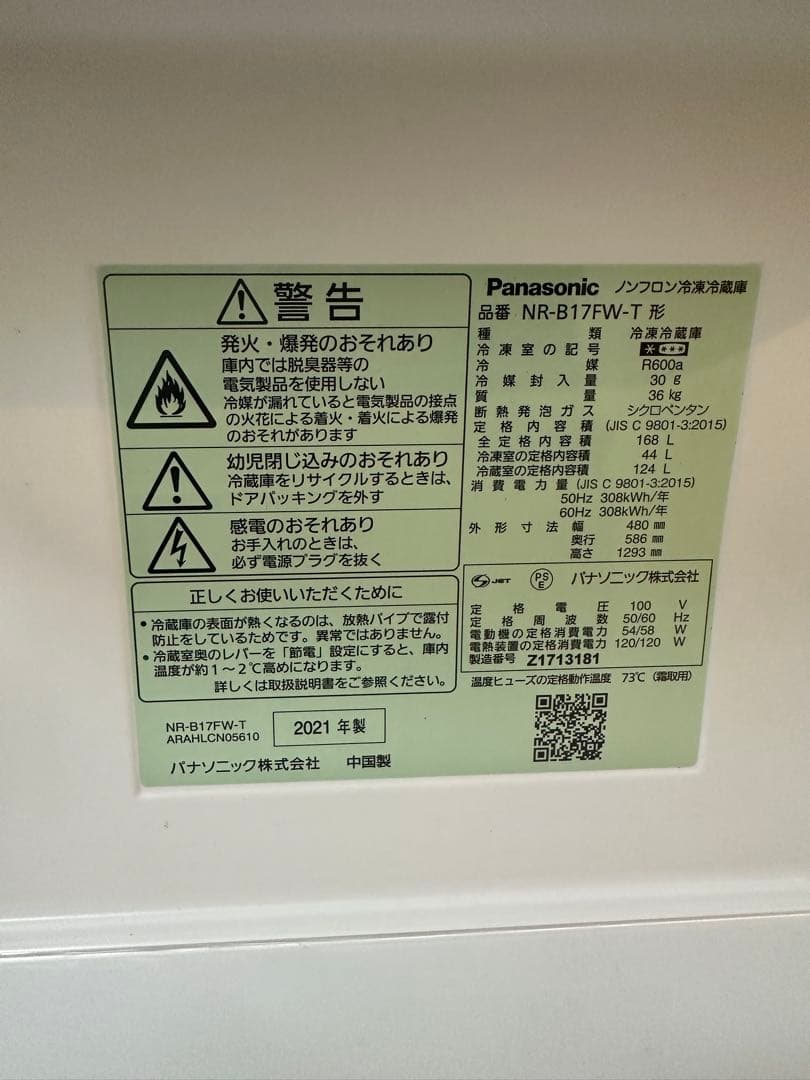 警告
発火・爆発のおそれあり
庫内では脱臭器等の
電気製品を使用しない
冷媒が漏れていると電気製品の接点
の火花による着火・着火による爆発
のおそれがあります
幼児閉じ込みのおそれあり
冷蔵庫をリサイクルするときは、
ドアパッキングを外す
感電のおそれあり
お手入れのときは、
必ず電源プラグを抜く
正しくお使いいただくために
• 冷蔵庫の表面が熱くなるのは、放熱パイプで露付
防止をしているためです。異常ではありません。
• 冷蔵室奥のレバーを「節電」設定にすると、庫内
温度が約1~2℃高めになります。
詳しくは取扱説明書をご参照ください。
NR-B17FW-T
ARAHLCN05610
2021 年製
パナソニック株式会社 中国製
Panasonic ノンフロン冷凍冷蔵庫
品番 NR-B17FW-T 形
種類 冷凍冷蔵庫
冷凍室の記号 * ***
冷媒 R600a
冷媒封入量 30 g
質量 36 kg
断熱発泡ガス シクロペンタン
定格内容積 (JIS C 9801-3:2015)
全定格内容積 168 L
冷凍室の定格内容積 44 L
冷蔵室の定格内容積 124 L
消費電力量 (JIS C 9801-3:2015)
50Hz 308kWh/年
60Hz 308kWh/年
外形寸法 幅 480 mm
奥行 586 mm
高さ 1293 mm
JET PS E パナソニック株式会社
定格電圧 100 V
定格周波数 50/60 Hz
電動機の定格消費電力 54/58 W
電熱装置の定格消費電力 120/120 W
製造番号 Z1713181
温度ヒューズの定格動作温度 73℃ (霜取用)